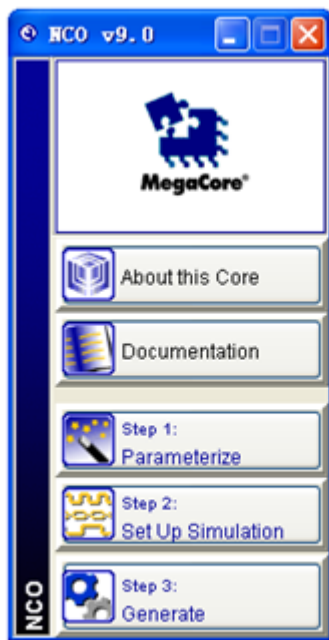 NCO v9.0
MegaCore®
About this Core
Documentation
Step 1:
Parameterize
Step 2:
Set Up Simulation
Step 3:
Generate
NCO